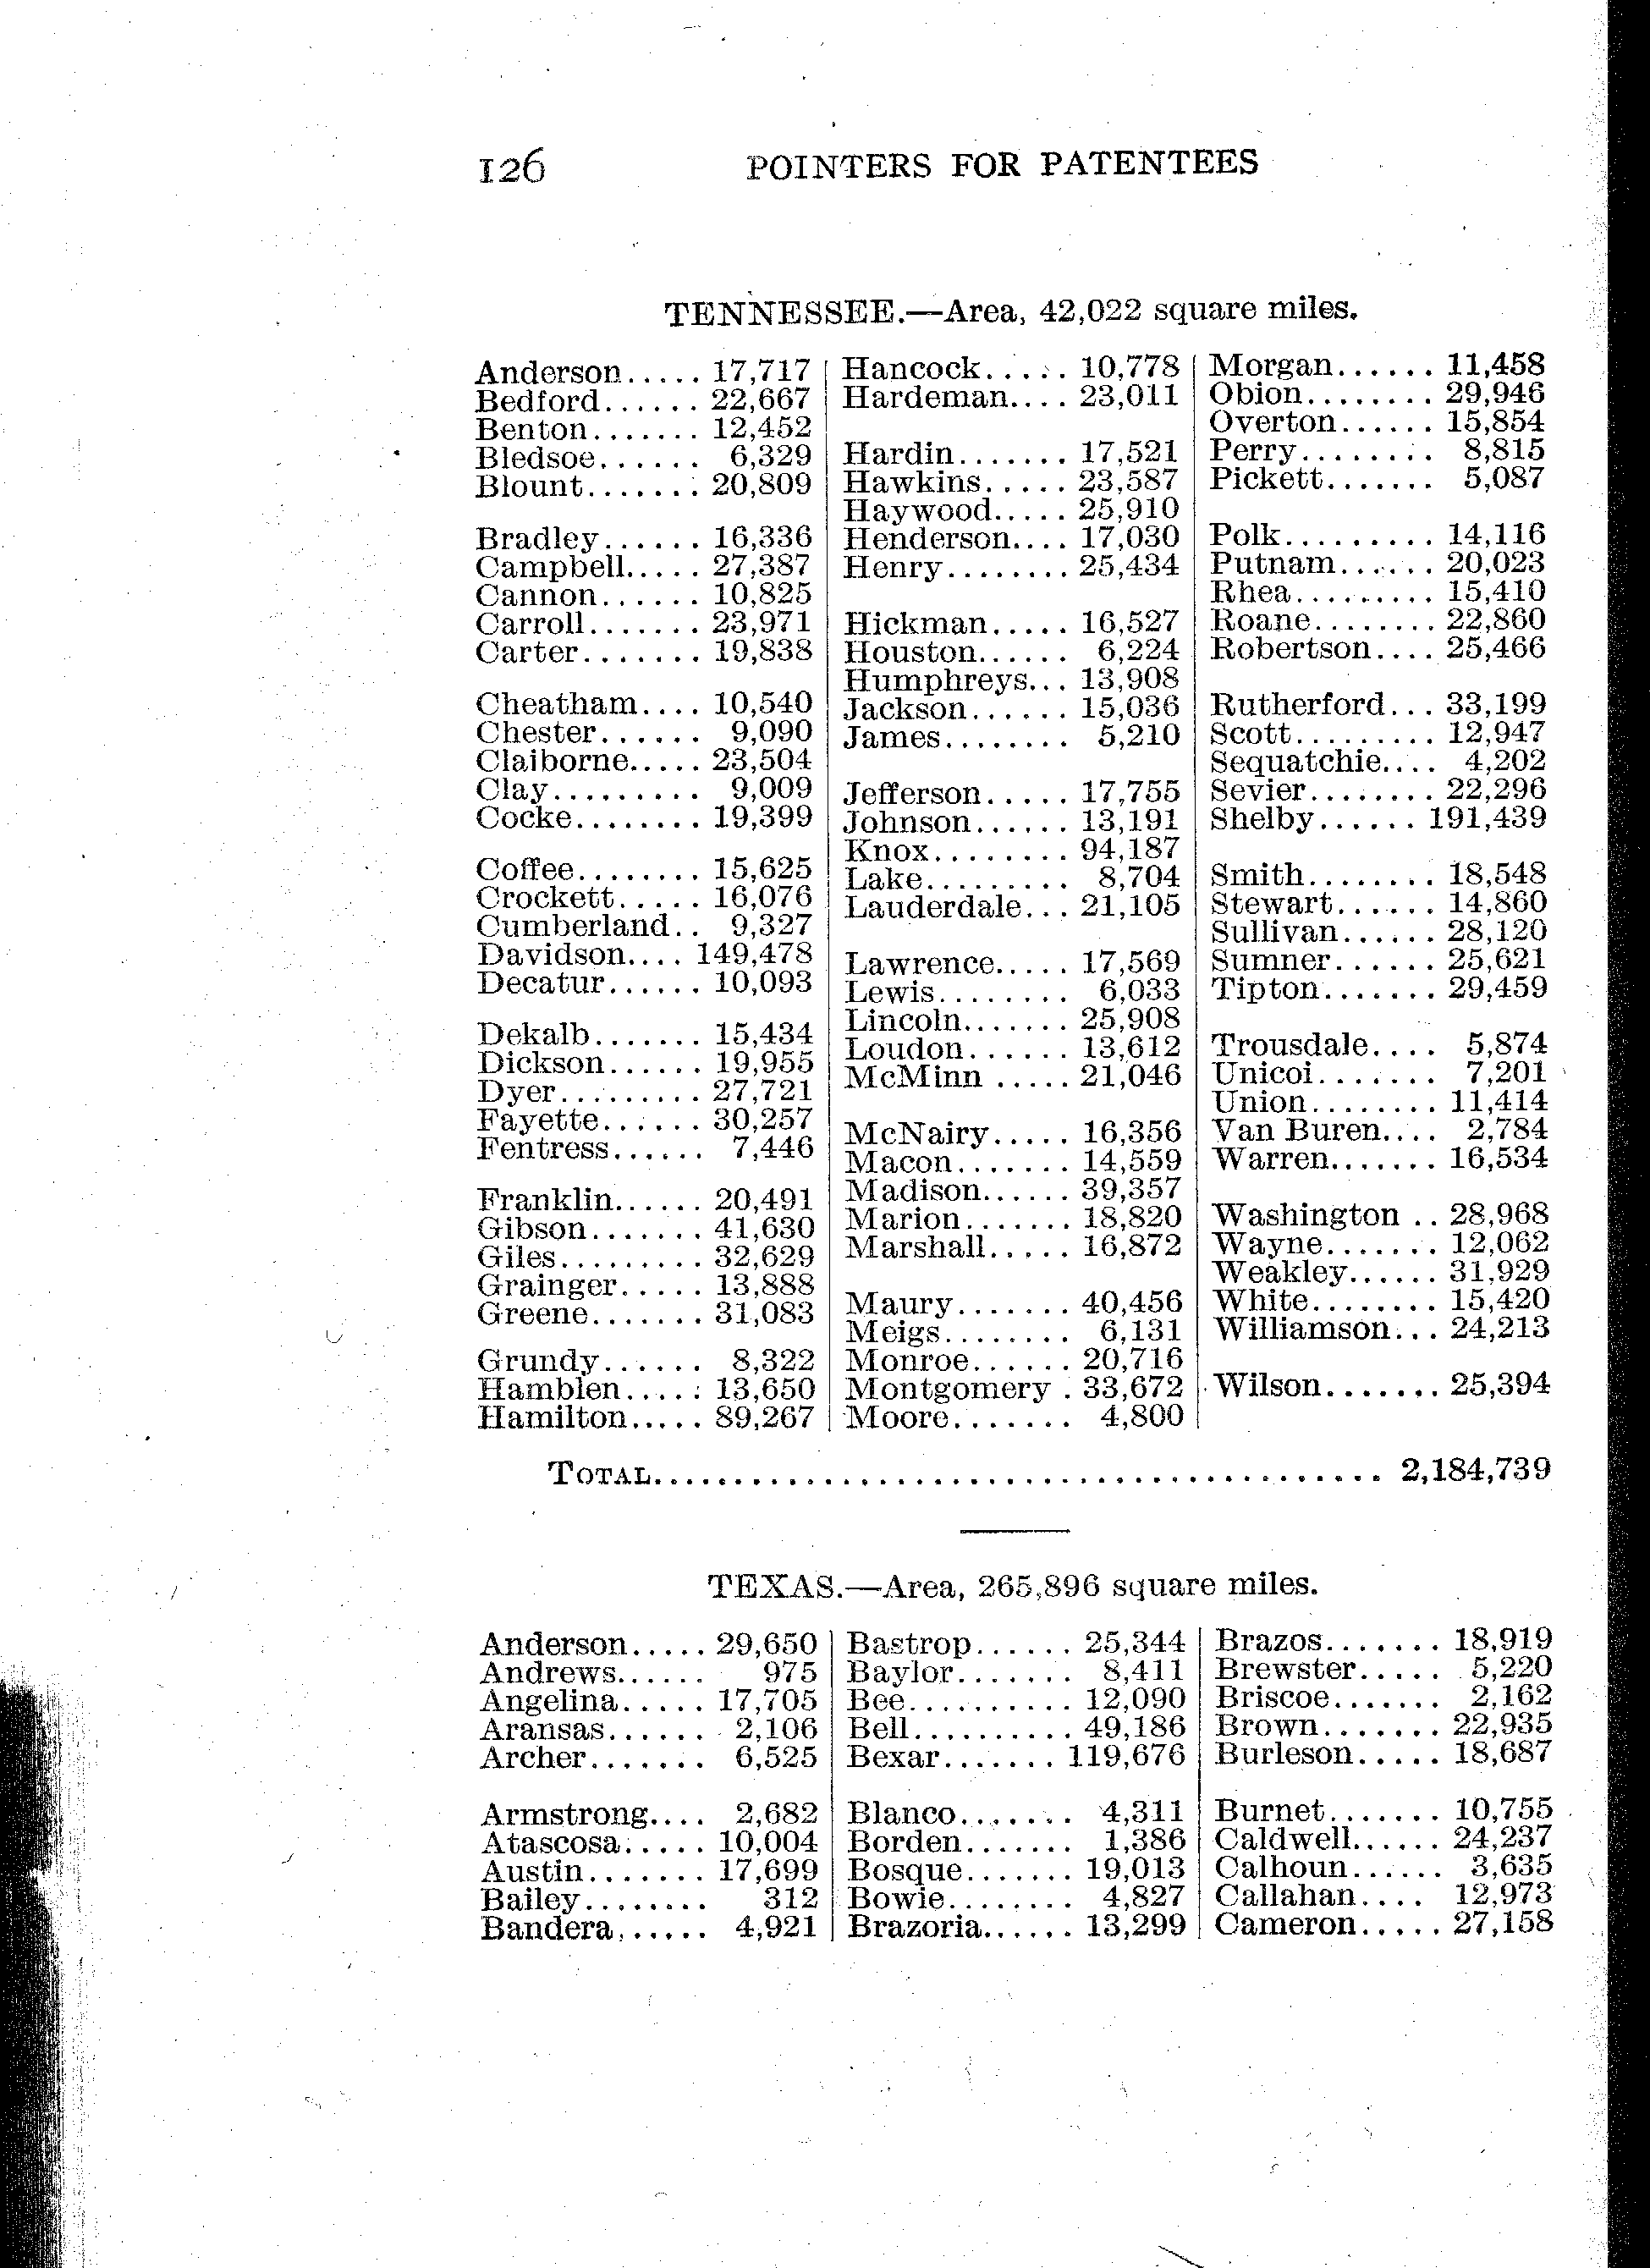 126 POINTERS FOR PATENTEES
TENNESSEE.—Area, 42,022 square miles.
Anderson..... 17,717
Bedford...... 22,667
Benton....... 12,452
Bledsoe...... 6,329
Blount....... 20,809
Bradley...... 16,336
Campbell..... 27,387
Cannon...... 10,825
Carroll....... 23,971
Carter....... 19,838
Cheatham.... 10,540
Chester...... 9,090
Claiborne..... 23,504
Clay......... 9,009
Cocke........ 19,399
Coffee........ 15,625
Crockett..... 16,076
Cumberland.. 9,327
Davidson.... 149,478
Decatur...... 10,093
Dekalb....... 15,434
Dickson...... 19,955
Dyer......... 27,721
Fayette...... 30,257
Fentress...... 7,446
Franklin...... 20,491
Gibson....... 41,630
Giles......... 32,629
Grainger..... 13,888
Greene....... 31,083
Grundy...... 8,322
Hamblen..... 13,650
Hamilton..... 89,267
Hancock..... 10,778
Hardeman.... 23,011
Hardin....... 17,521
Hawkins..... 23,587
Haywood..... 25,910
Henderson.... 17,030
Henry........ 25,434
Hickman..... 16,527
Houston...... 6,224
Humphreys... 13,908
Jackson...... 15,036
James........ 5,210
Jefferson..... 17,755
Johnson...... 13,191
Knox........ 94,187
Lake......... 8,704
Lauderdale... 21,105
Lawrence..... 17,569
Lewis........ 6,033
Lincoln....... 25,908
Loudon...... 13,612
McMinn ..... 21,046
McNairy..... 16,356
Macon....... 14,559
Madison...... 39,357
Marion....... 18,820
Marshall..... 16,872
Maury....... 40,456
Meigs........ 6,131
Monroe...... 20,716
Montgomery . 33,672
Moore....... 4,800
Morgan...... 11,458
Obion........ 29,946
Overton...... 15,854
Perry........ 8,815
Pickett....... 5,087
Polk......... 14,116
Putnam...... 20,023
Rhea......... 15,410
Roane........ 22,860
Robertson.... 25,466
Rutherford... 33,199
Scott......... 12,947
Sequatchie.... 4,202
Sevier........ 22,296
Shelby...... 191,439
Smith........ 18,548
Stewart...... 14,860
Sullivan...... 28,120
Sumner...... 25,621
Tipton....... 29,459
Trousdale.... 5,874
Unicoi....... 7,201
Union........ 11,414
Van Buren.... 2,784
Warren....... 16,534
Washington .. 28,968
Wayne....... 12,062
Weakley...... 31,929
White........ 15,420
Williamson... 24,213
Wilson....... 25,394
TOTAL........................................ 2,184,739
TEXAS.—Area, 265,896 square miles.
Anderson..... 29,650
Andrews...... 975
Angelina..... 17,705
Aransas...... 2,106
Archer....... 6,525
Armstrong.... 2,682
Atascosa..... 10,004
Austin....... 17,699
Bailey........ 312
Bandera...... 4,921
Bastrop...... 25,344
Baylor....... 8,411
Bee.......... 12,090
Bell.......... 49,186
Bexar....... 119,676
Blanco....... 4,311
Borden....... 1,386
Bosque....... 19,013
Bowie........ 4,827
Brazoria...... 13,299
Brazos....... 18,919
Brewster..... 5,220
Briscoe....... 2,162
Brown....... 22,935
Burleson..... 18,687
Burnet....... 10,755
Caldwell...... 24,237
Calhoun...... 3,635
Callahan.... 12,973
Cameron..... 27,158